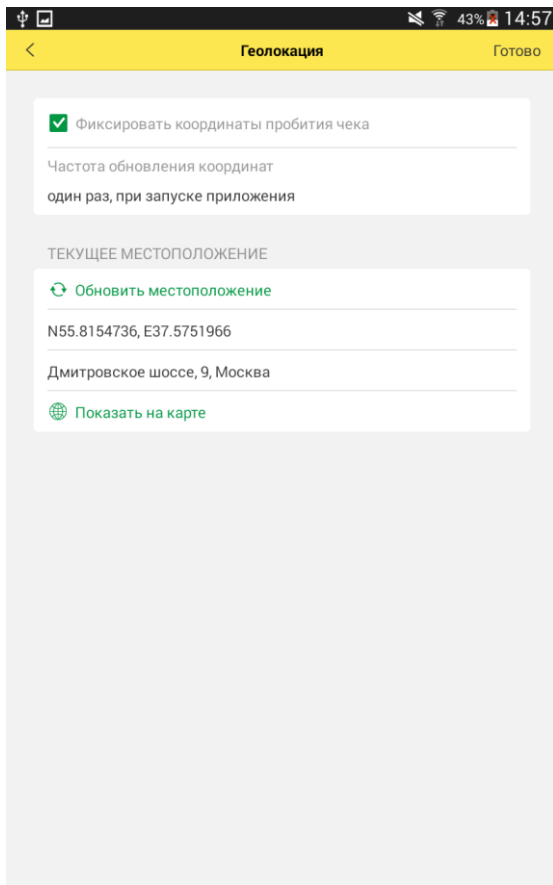 43% 14:57
Геолокация Готово
Фиксировать координаты пробития чека
Частота обновления координат
один раз, при запуске приложения
ТЕКУЩЕЕ МЕСТОПОЛОЖЕНИЕ
Обновить местоположение
N55.8154736, E37.5751966
Дмитровское шоссе, 9, Москва
Показать на карте